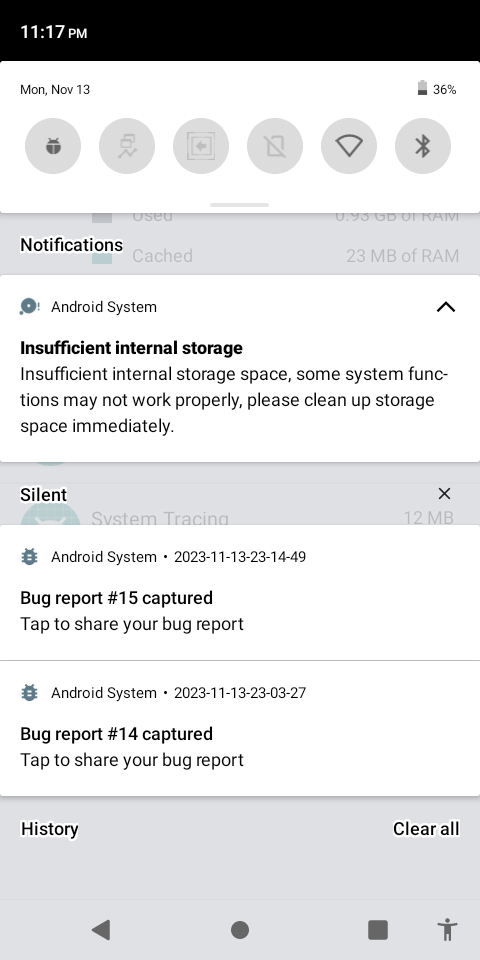 11:17 PM
Mon, Nov 13
36%
Used 0.93 GB of RAM
Notifications
Cached 23 MB of RAM
Android System
Insufficient internal storage
Insufficient internal storage space, some system func-
tions may not work properly, please clean up storage
space immediately.
Silent
System Tracing 12 MB
Android System • 2023-11-13-23-14-49
Bug report #15 captured
Tap to share your bug report
Android System • 2023-11-13-23-03-27
Bug report #14 captured
Tap to share your bug report
History Clear all